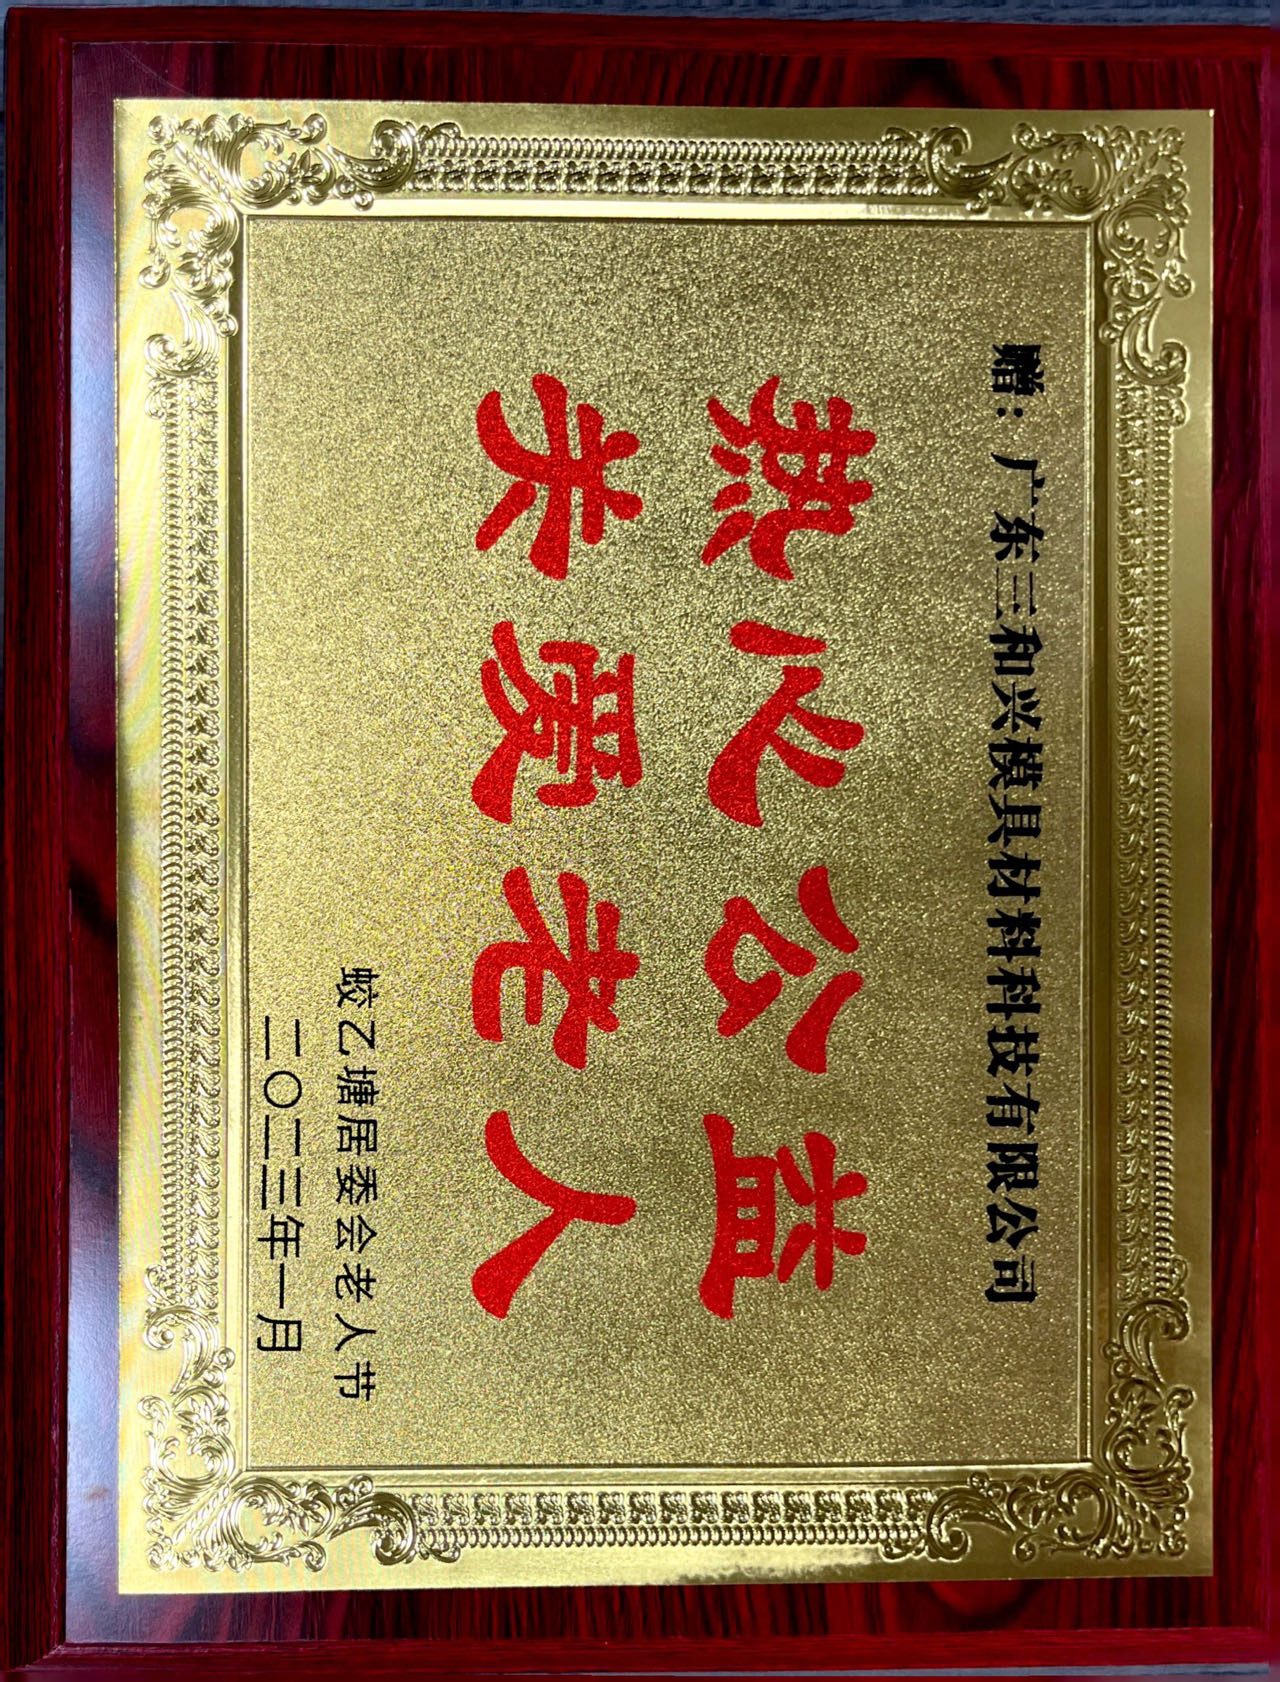 赠：广东三和兴模具材料科技有限公司
热心公益
关爱老人
蛟乙塘居委会老人节
二〇二三年一月